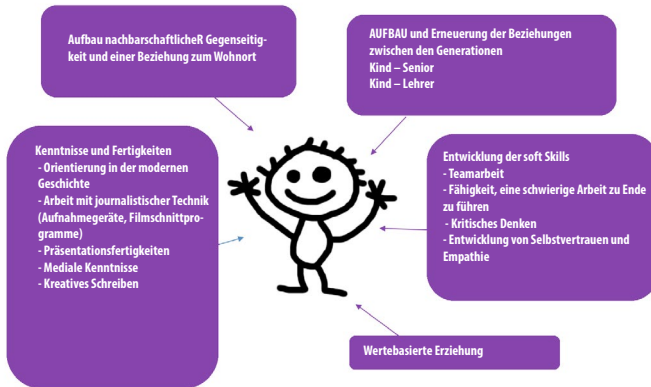 Aufbau nachbarschaftlicheR Gegenseitig-
keit und einer Beziehung zum Wohnort
AUFBAU und Erneuerung der Beziehungen
zwischen den Generationen
Kind – Senior
Kind – Lehrer
Kenntnisse und Fertigkeiten
- Orientierung in der modernen
Geschichte
- Arbeit mit journalistischer Technik
(Aufnahmegeräte, Filmschnittpro-
gramme)
- Präsentationsfertigkeiten
- Mediale Kenntnisse
- Kreatives Schreiben
Entwicklung der soft Skills
- Teamarbeit
- Fähigkeit, eine schwierige Arbeit zu Ende
zu führen
- Kritisches Denken
- Entwicklung von Selbstvertrauen und
Empathie
Wertebasierte Erziehung